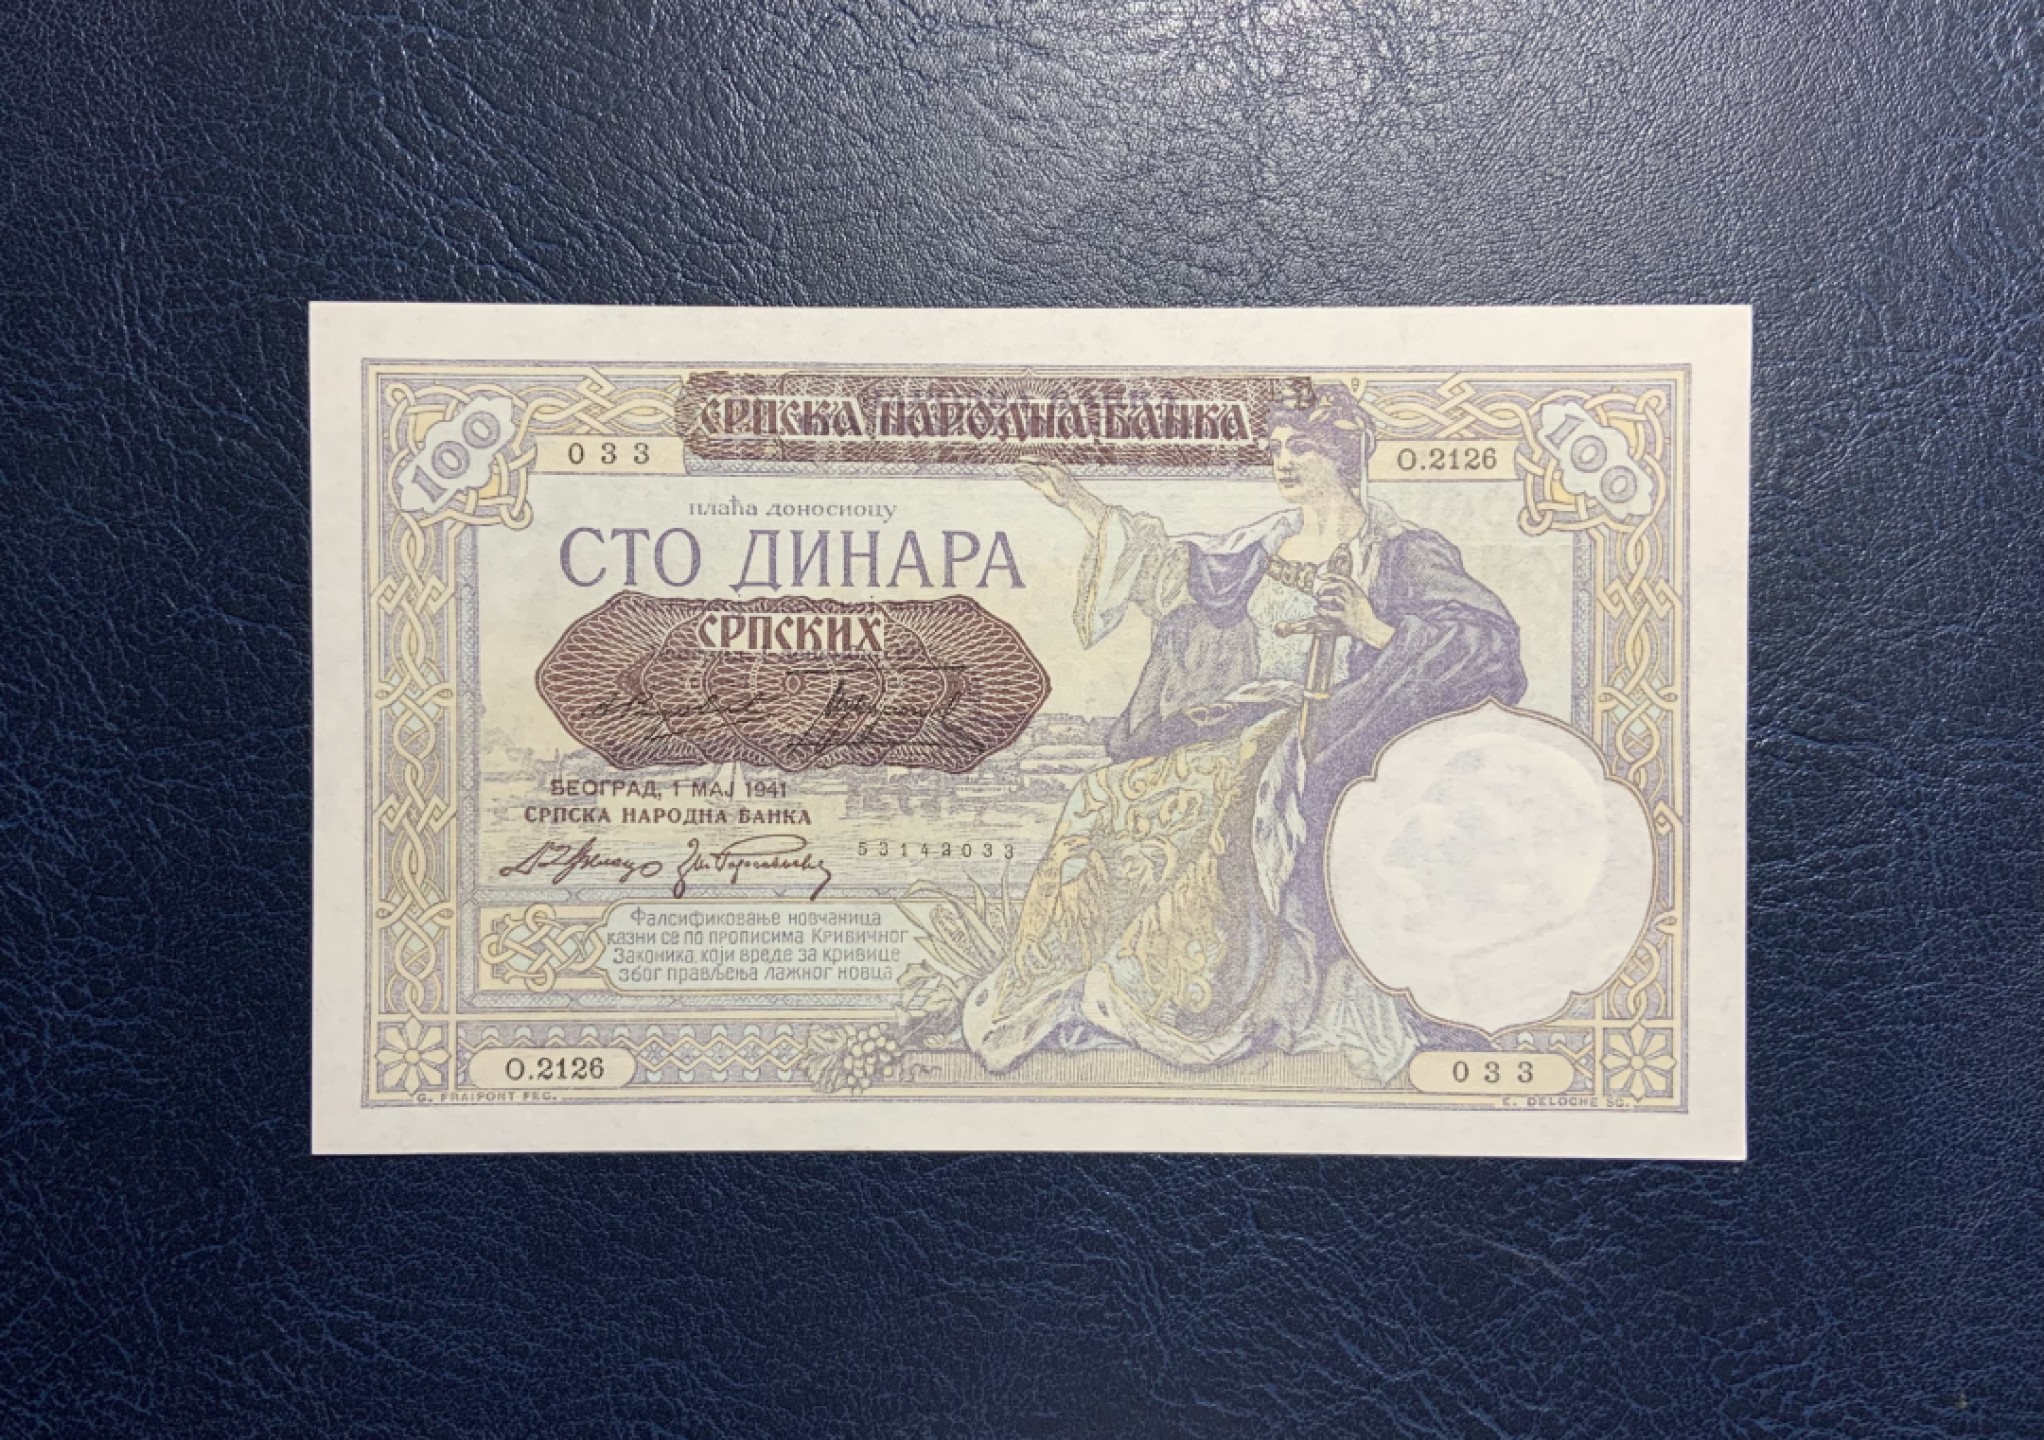 СРПСКА НАРОДНА БАНКА
100
033
О.2126
100
плаћа доносиоцу
СТО ДИНАРА
СРПСКИХ
БЕОГРАД, 1 МАЈ 1941
СРПСКА НАРОДНА БАНКА
53142033
Фалсификовање новчаница
казни се по прописима Кривичног
Законика, који вреде за кривице
због прављења лажног новца
О.2126
033
G. FRAIPONT FEC.
E. DELOCHE SC.